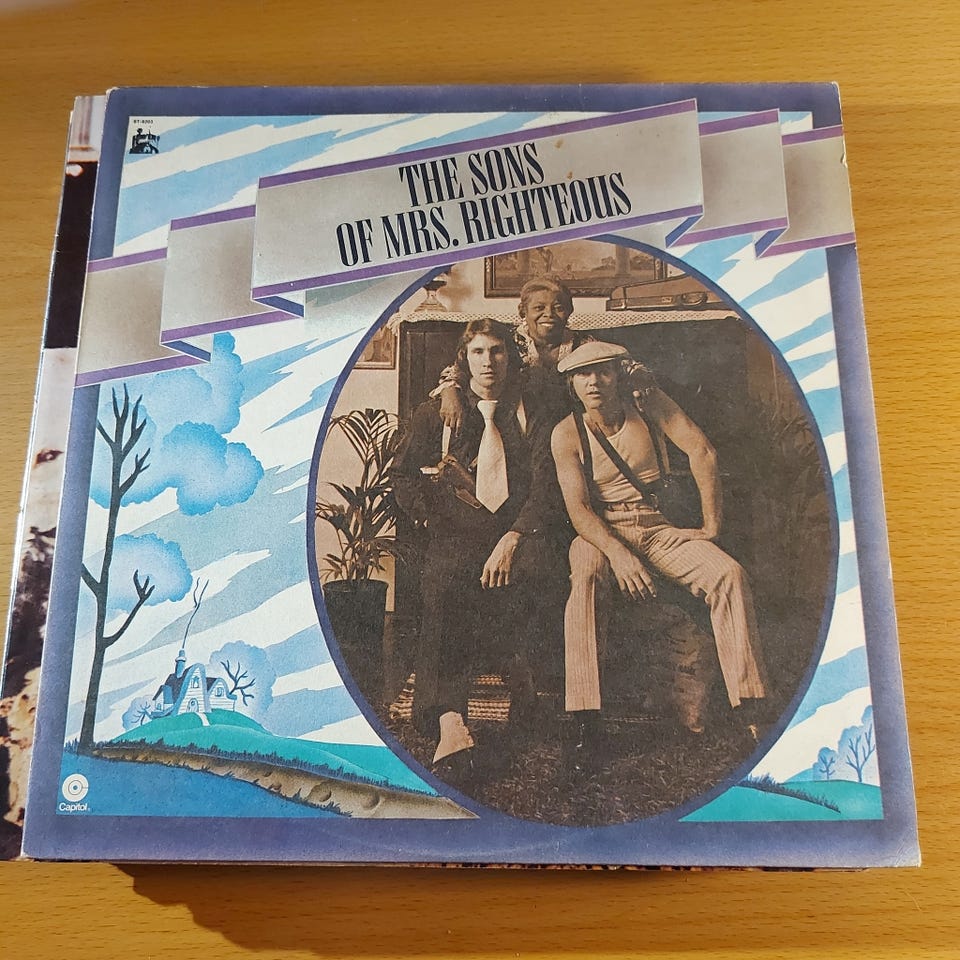 THE SONS
OF MRS. RIGHTEOUS
Capitol